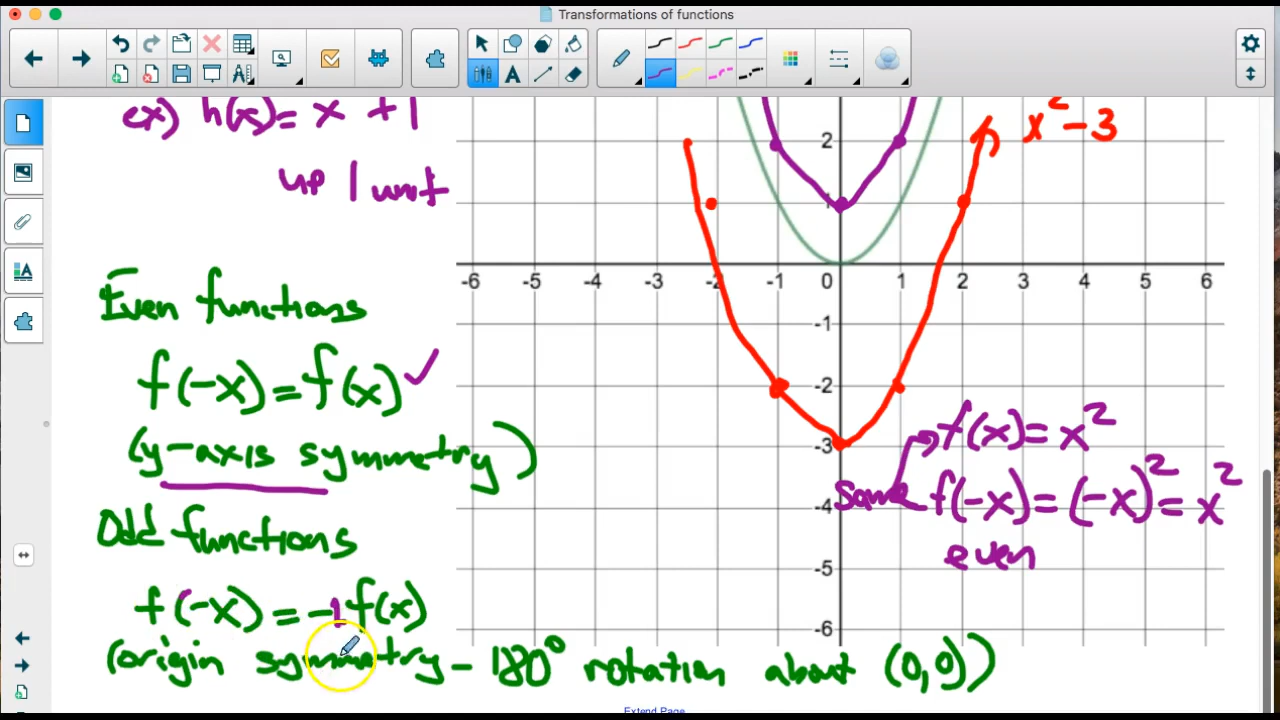 Transformations of functions
ex) h(x) = x + 1
up 1 unit
x² - 3
2
1
-6 -5 -4 -3 -2 -1 0 1 2 3 4 5 6
-1
-2
-3
-4
-5
-6
Even functions
f(-x) = f(x) ✓
(y-axis symmetry)
Odd functions
f(-x) = -1f(x)
(origin symmetry - 180° rotation about (0,0))
f(x) = x²
same f(-x) = (-x)² = x²
even
Extend Page